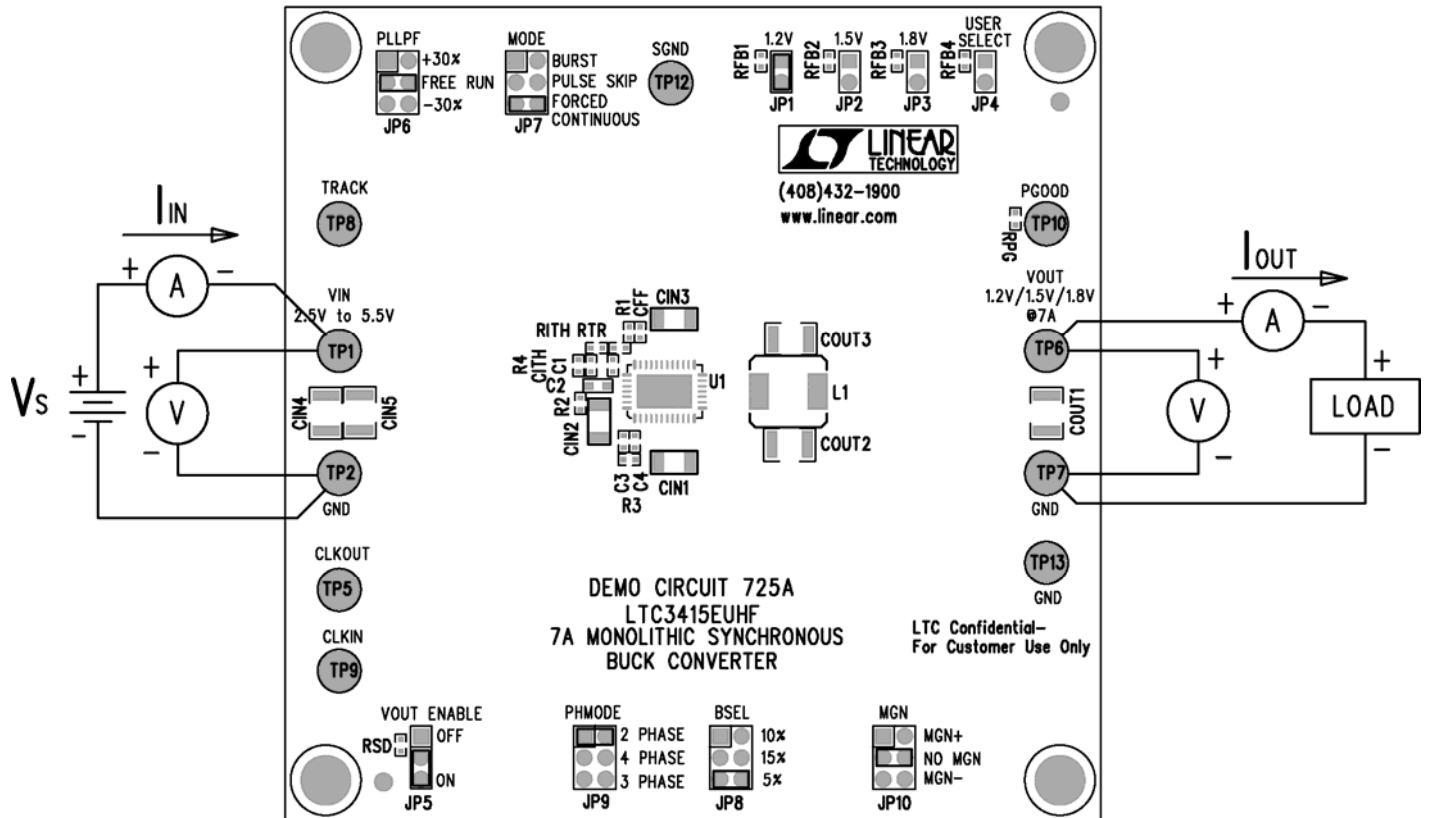 PLLPF
+30%
FREE RUN
-30%
JP6
MODE
BURST
PULSE SKIP
FORCED
CONTINUOUS
JP7
SGND
TP12
RFB1
1.2V
JP1
RFB2
1.5V
JP2
RFB3
1.8V
JP3
RFB4
USER
SELECT
JP4
LT LINEAR
TECHNOLOGY
(408)432-1900
www.linear.com
TRACK
TP8
PGOOD
TP10
RPG
IIN
+ A -
VIN
2.5V to 5.5V
TP1
VS
+
-
+
V
-
CIN4
CIN5
TP2
GND
R1
CFF
CIN3
RITH RTR
R4
CITH
C1
C2
R2
CIN2
U1
C3
C4
R3
CIN1
COUT3
L1
COUT2
VOUT
1.2V/1.5V/1.8V
@7A
TP6
COUT1
TP7
GND
IOUT
+ A -
+
V
-
+
LOAD
-
TP13
GND
CLKOUT
TP5
CLKIN
TP9
DEMO CIRCUIT 725A
LTC3415EUHF
7A MONOLITHIC SYNCHRONOUS
BUCK CONVERTER
LTC Confidential-
For Customer Use Only
VOUT ENABLE
OFF
RSD
ON
JP5
PHMODE
2 PHASE
4 PHASE
3 PHASE
JP9
BSEL
10%
15%
5%
JP8
MGN
MGN+
NO MGN
MGN-
JP10